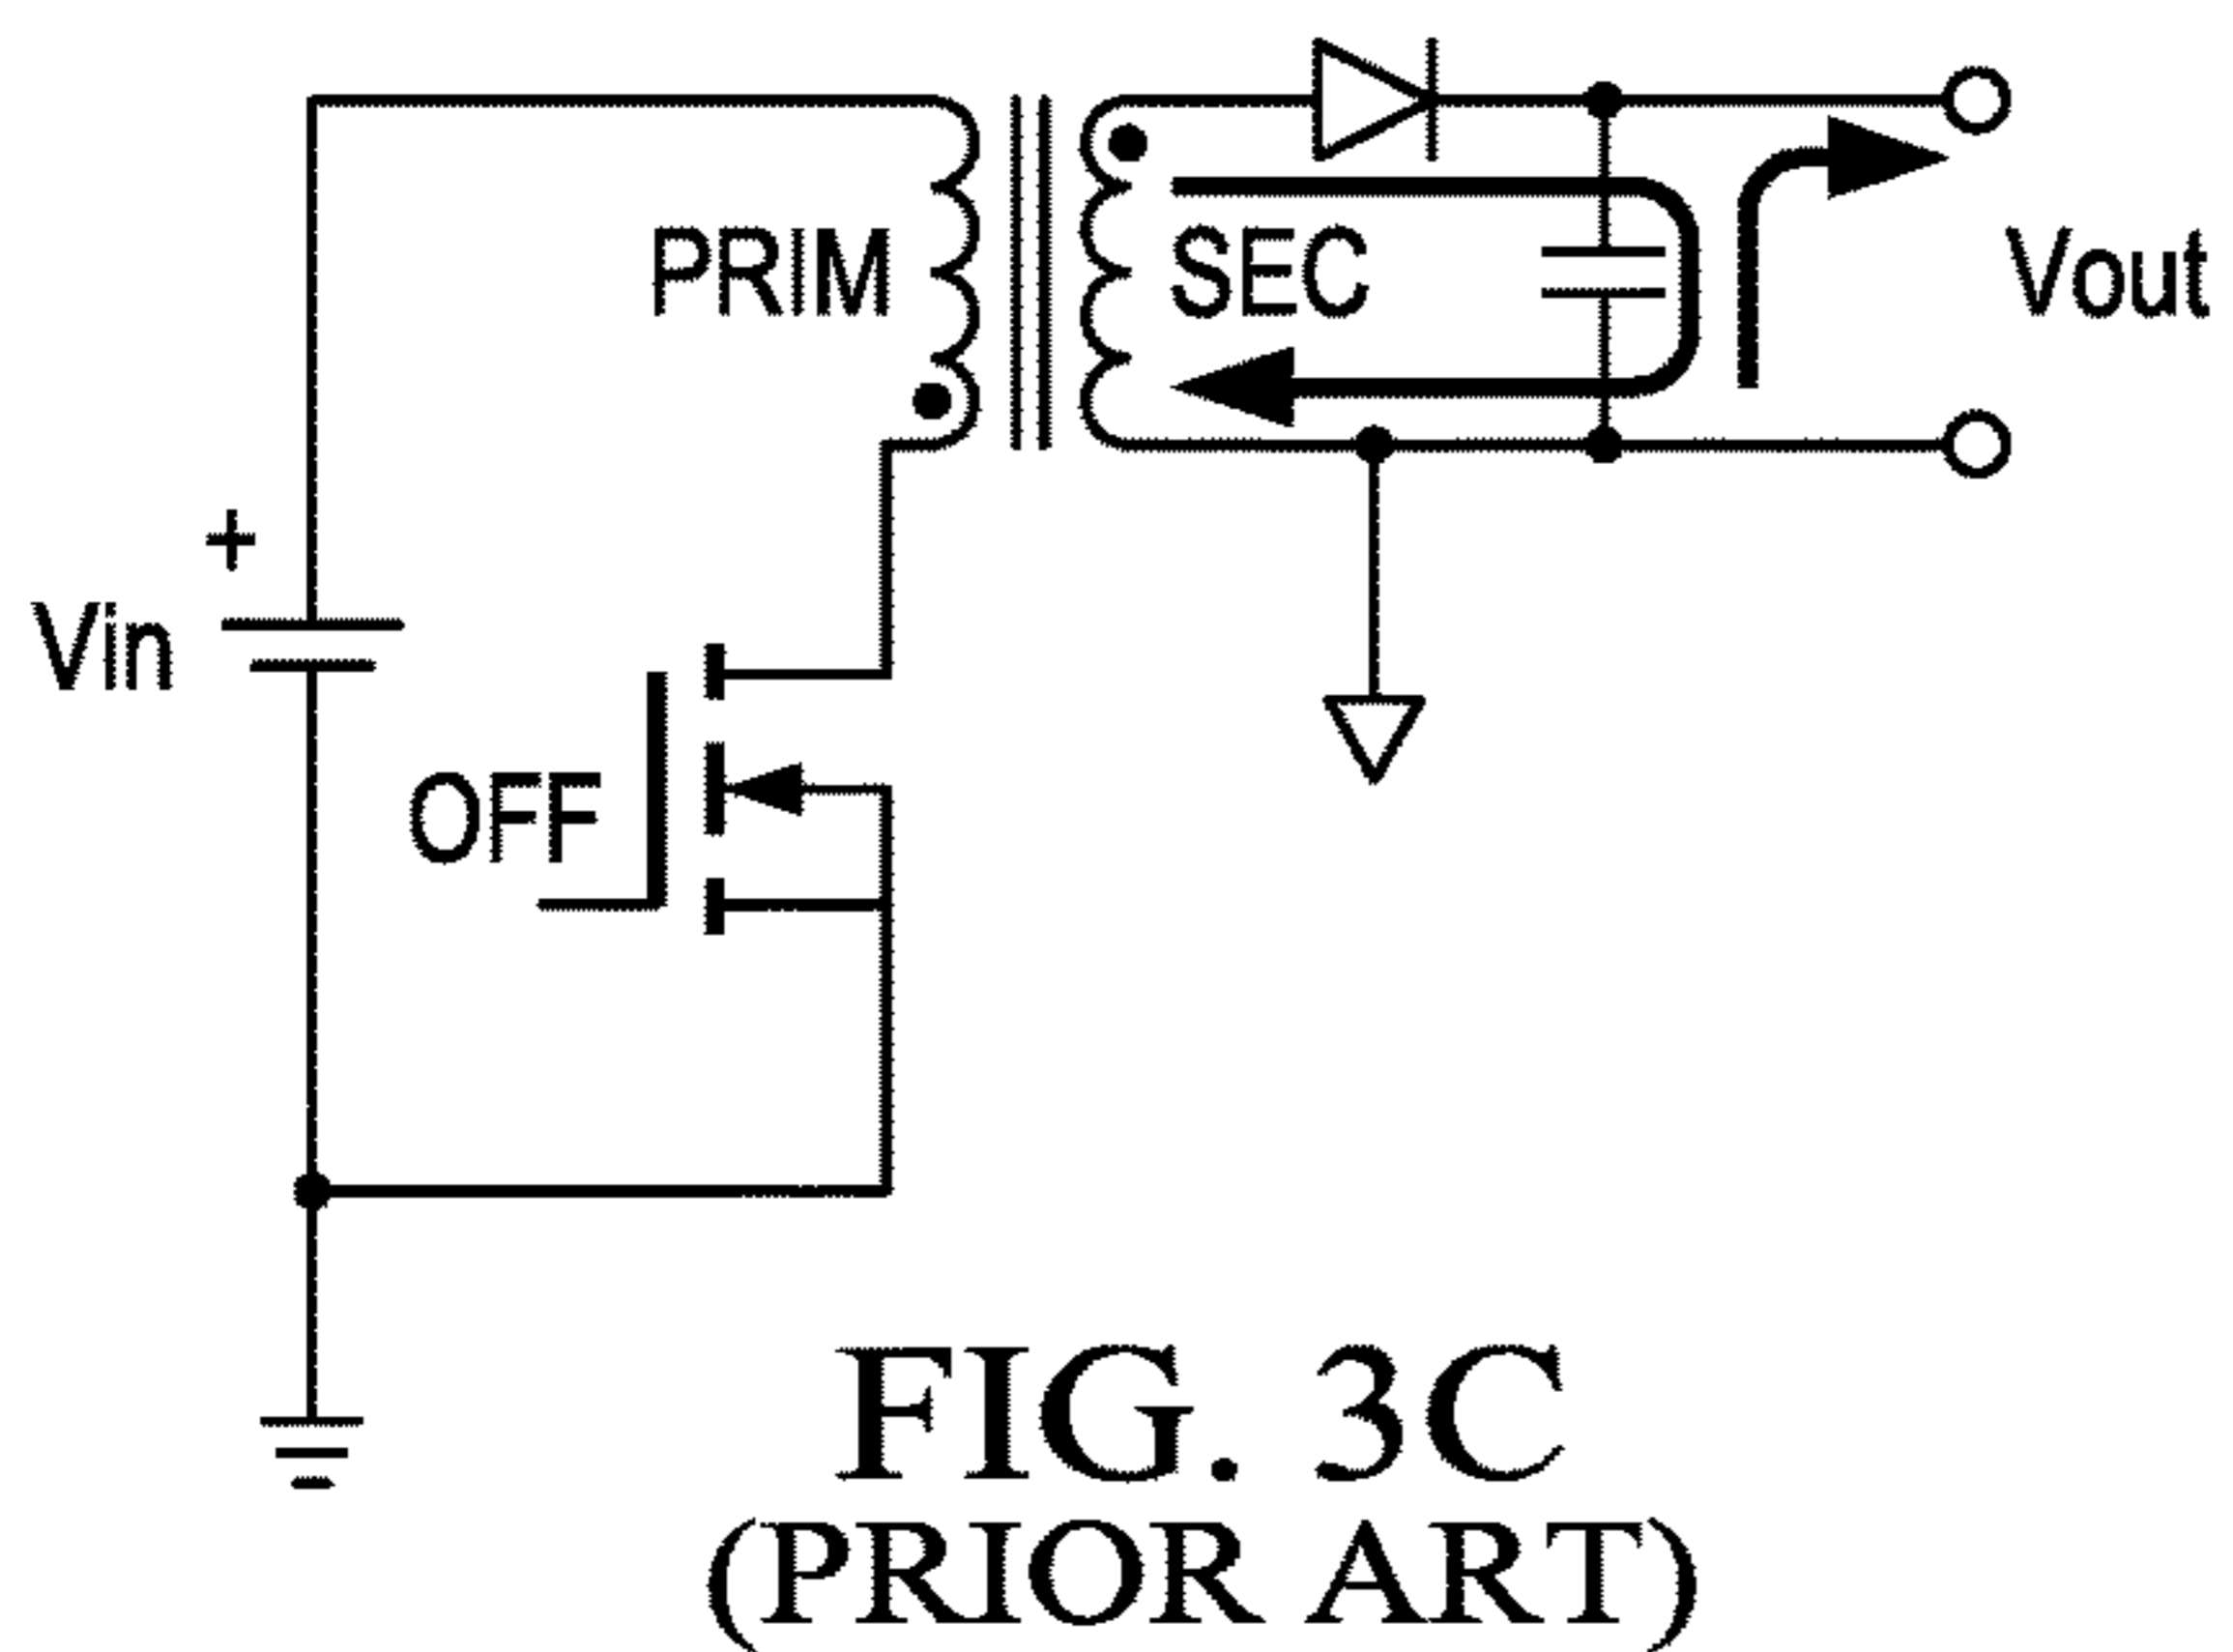 PRIM
SEC
Vout
+
Vin
OFF
FIG. 3C
(PRIOR ART)